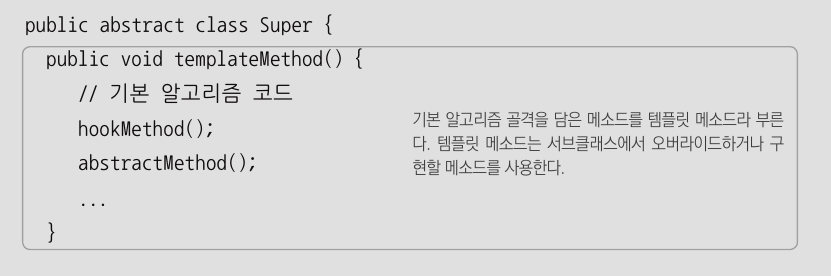 public abstract class Super {
public void templateMethod() {
// 기본 알고리즘 코드
hookMethod();
abstractMethod();
...
}
기본 알고리즘 골격을 담은 메소드를 템플릿 메소드라 부른
다. 템플릿 메소드는 서브클래스에서 오버라이드하거나 구
현할 메소드를 사용한다.